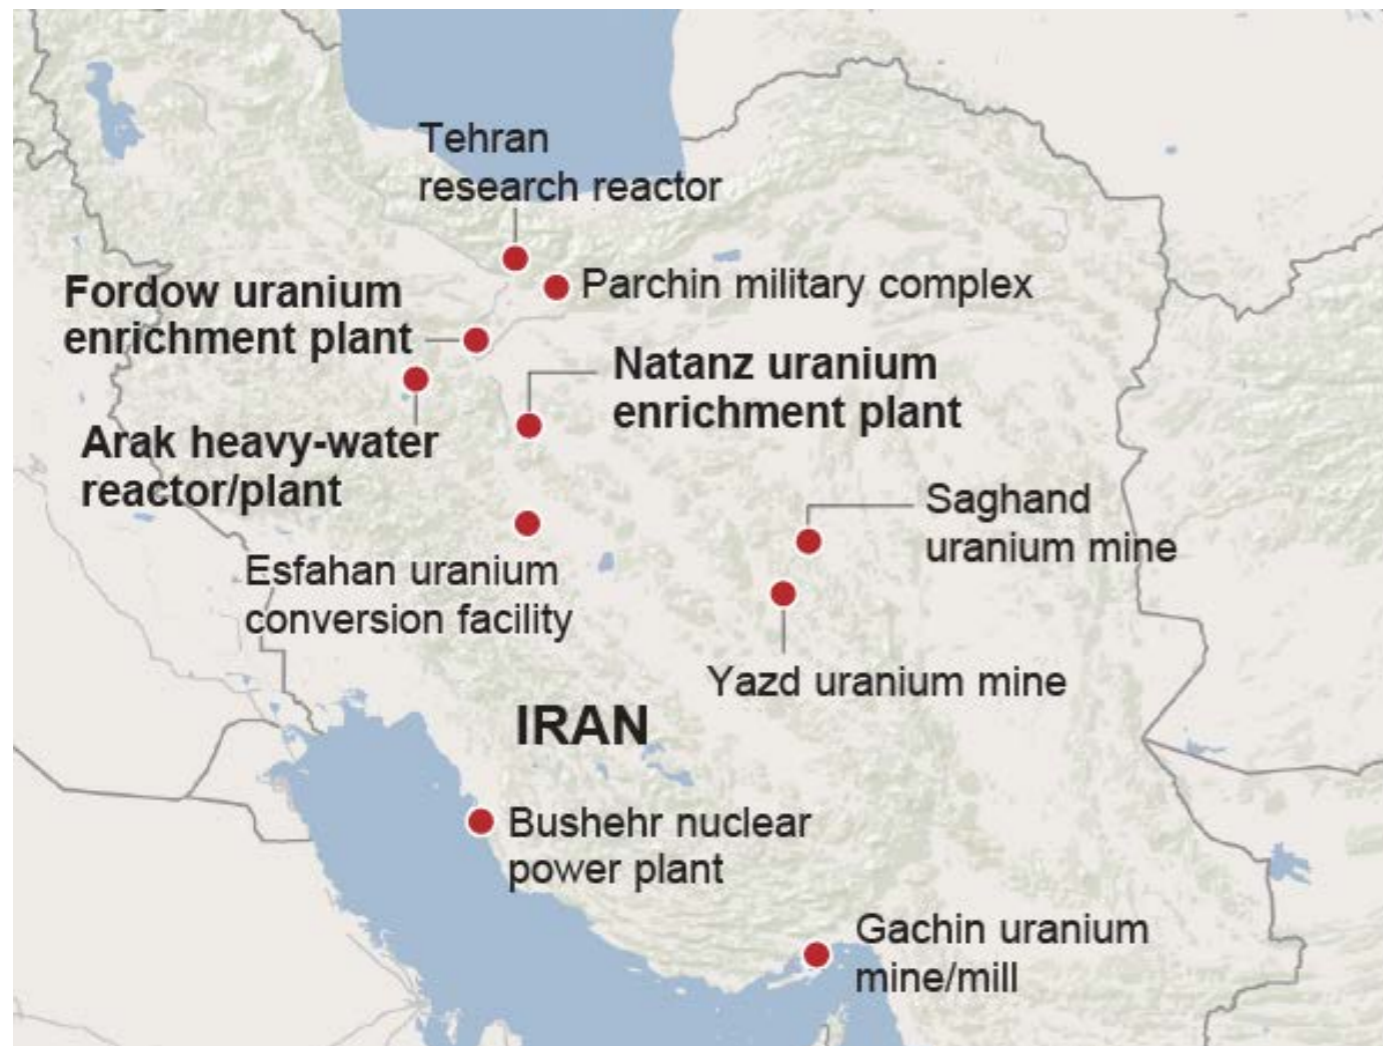 Tehran
research reactor
Parchin military complex
Fordow uranium
enrichment plant
Natanz uranium
enrichment plant
Arak heavy-water
reactor/plant
Saghand
uranium mine
Esfahan uranium
conversion facility
Yazd uranium mine
IRAN
Bushehr nuclear
power plant
Gachin uranium
mine/mill